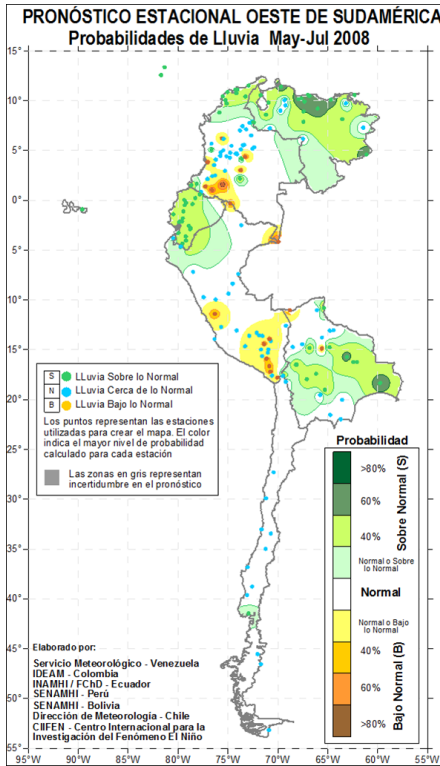 PRONÓSTICO ESTACIONAL OESTE DE SUDAMÉRICA
Probabilidades de Lluvia May-Jul 2008
15°
10°
5°
0°
5°
10°
15°
20°
25°
30°
35°
40°
45°
50°
55°
S LLuvia Sobre lo Normal
N LLuvia Cerca de lo Normal
B LLuvia Bajo lo Normal
Los puntos representan las estaciones
utilizadas para crear el mapa. El color
indica el mayor nivel de probabilidad
calculado para cada estación
Las zonas en gris representan
incertidumbre en el pronóstico
Probabilidad
>80%
60%
40%
Normal o Sobre
lo Normal
Normal
Normal o Bajo
lo Normal
40%
60%
>80%
Sobre Normal (S)
Bajo Normal (B)
Elaborado por:
Servicio Meteorológico - Venezuela
IDEAM - Colombia
INAMHI / FChD - Ecuador
SENAMHI - Perú
SENAMHI - Bolivia
Dirección de Meteorología - Chile
CIIFEN - Centro Internacional para la
Investigación del Fenómeno El Niño
95°W 90°W 85°W 80°W 75°W 70°W 65°W 60°W 55°W